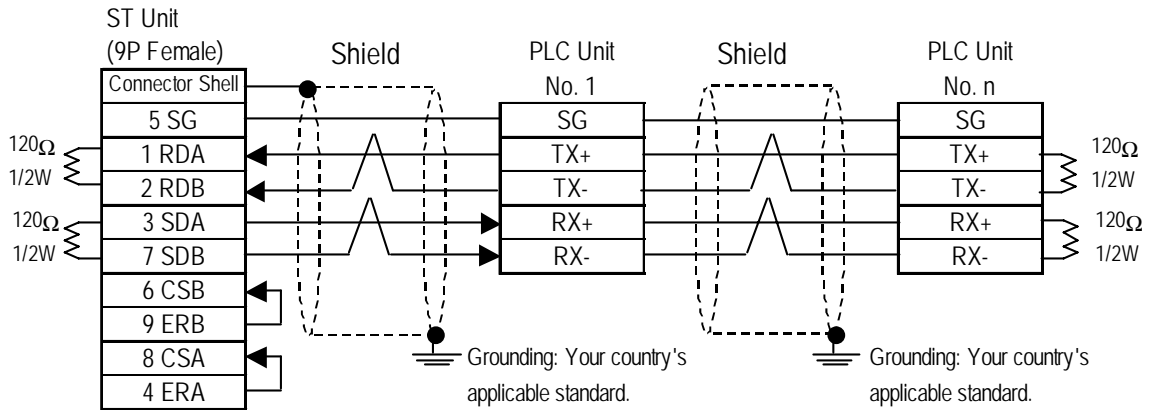 ST Unit
(9P Female)
Shield
PLC Unit
No. 1
Shield
PLC Unit
No. n
Connector Shell
5 SG
1 RDA
2 RDB
3 SDA
7 SDB
6 CSB
9 ERB
8 CSA
4 ERA
120Ω
1/2W
120Ω
1/2W
SG
TX+
TX-
RX+
RX-
SG
TX+
TX-
RX+
RX-
120Ω
1/2W
120Ω
1/2W
Grounding: Your country's
applicable standard.
Grounding: Your country's
applicable standard.